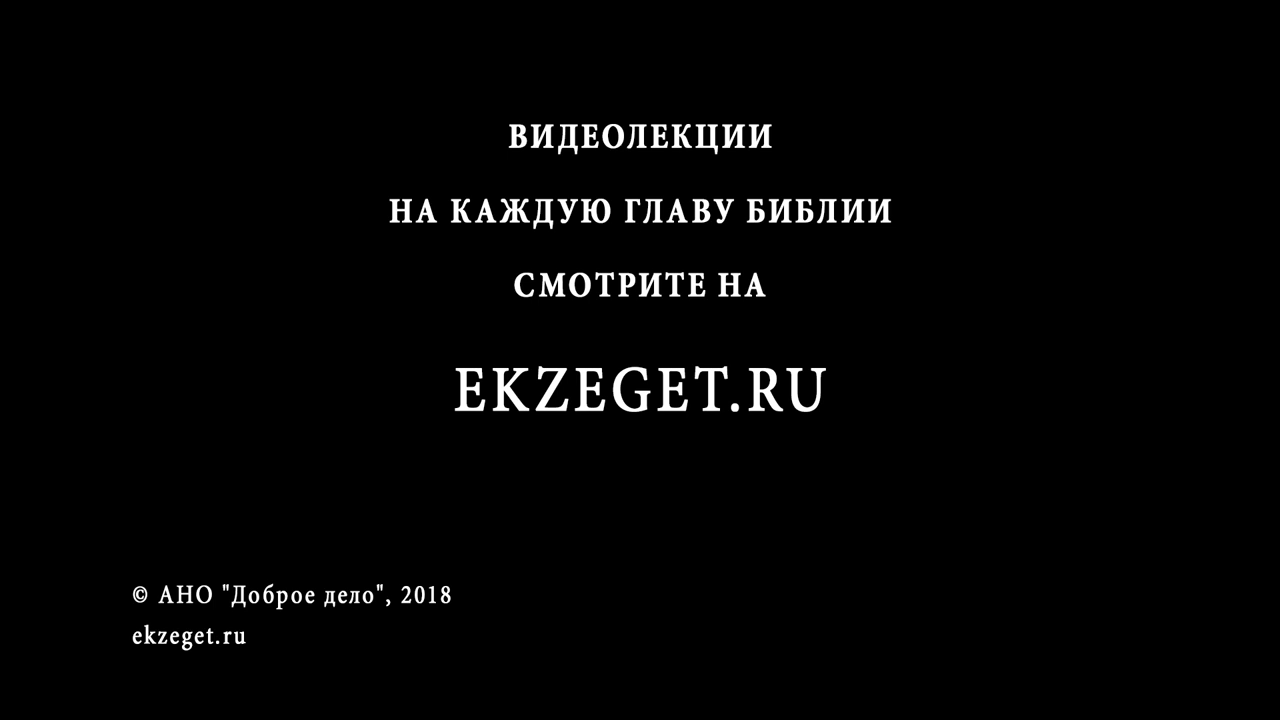 ВИДЕОЛЕКЦИИ
НА КАЖДУЮ ГЛАВУ БИБЛИИ
СМОТРИТЕ НА
EKZEGET.RU
© АНО "Доброе дело", 2018
ekzeget.ru